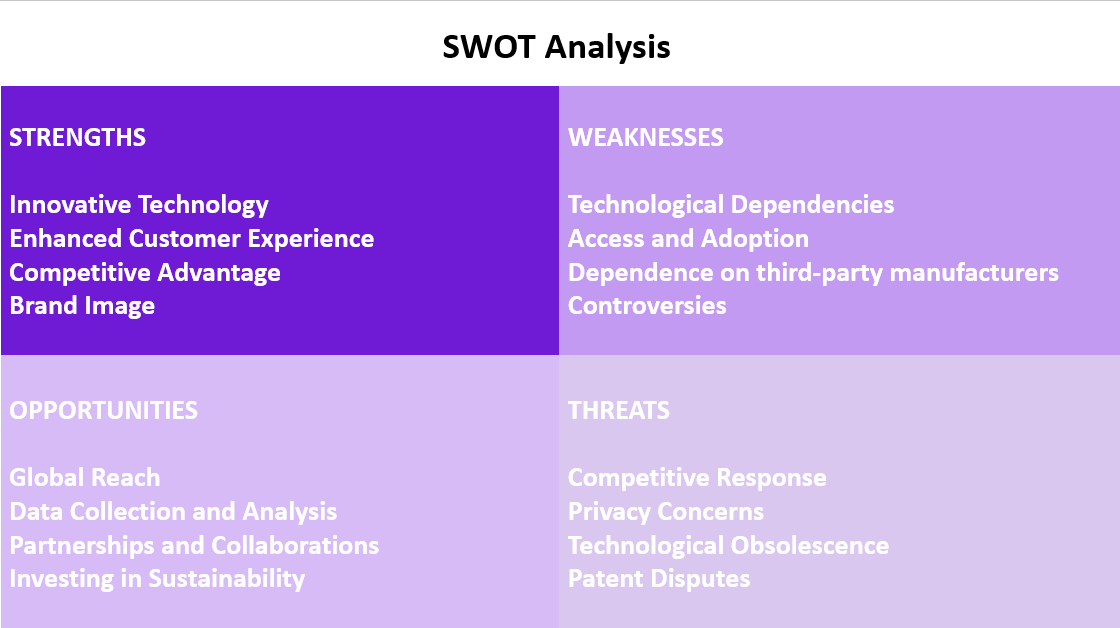 SWOT Analysis
STRENGTHS
Innovative Technology
Enhanced Customer Experience
Competitive Advantage
Brand Image
WEAKNESSES
Technological Dependencies
Access and Adoption
Dependence on third-party manufacturers
Controversies
OPPORTUNITIES
Global Reach
Data Collection and Analysis
Partnerships and Collaborations
Investing in Sustainability
THREATS
Competitive Response
Privacy Concerns
Technological Obsolescence
Patent Disputes